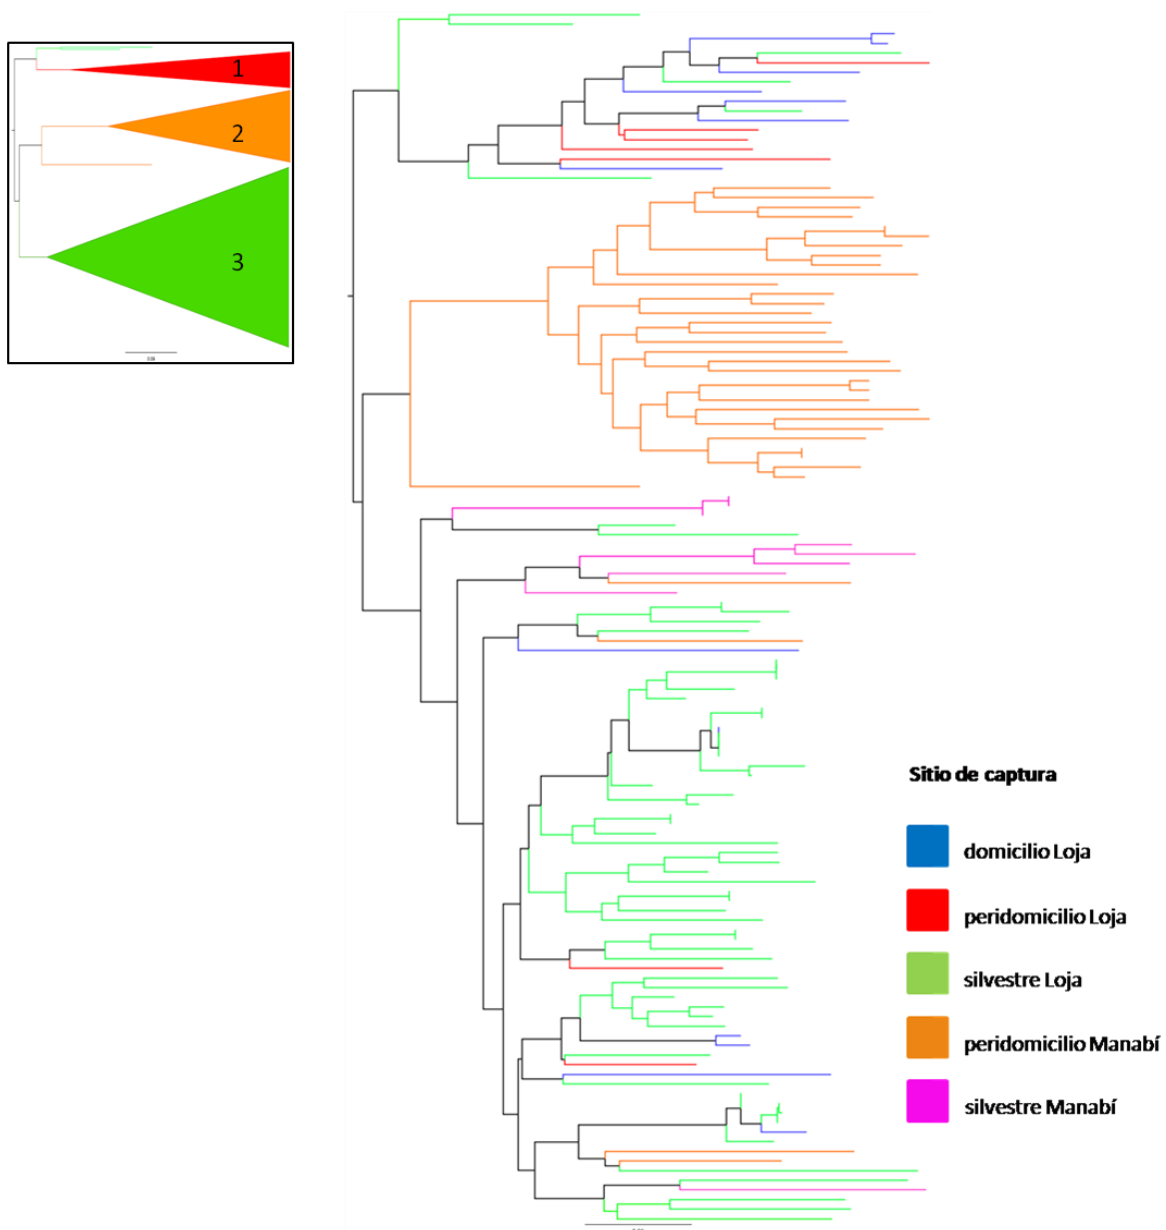 1
2
3
Sitio de captura
domicilio Loja
peridomicilio Loja
silvestre Loja
peridomicilio Manabí
silvestre Manabí